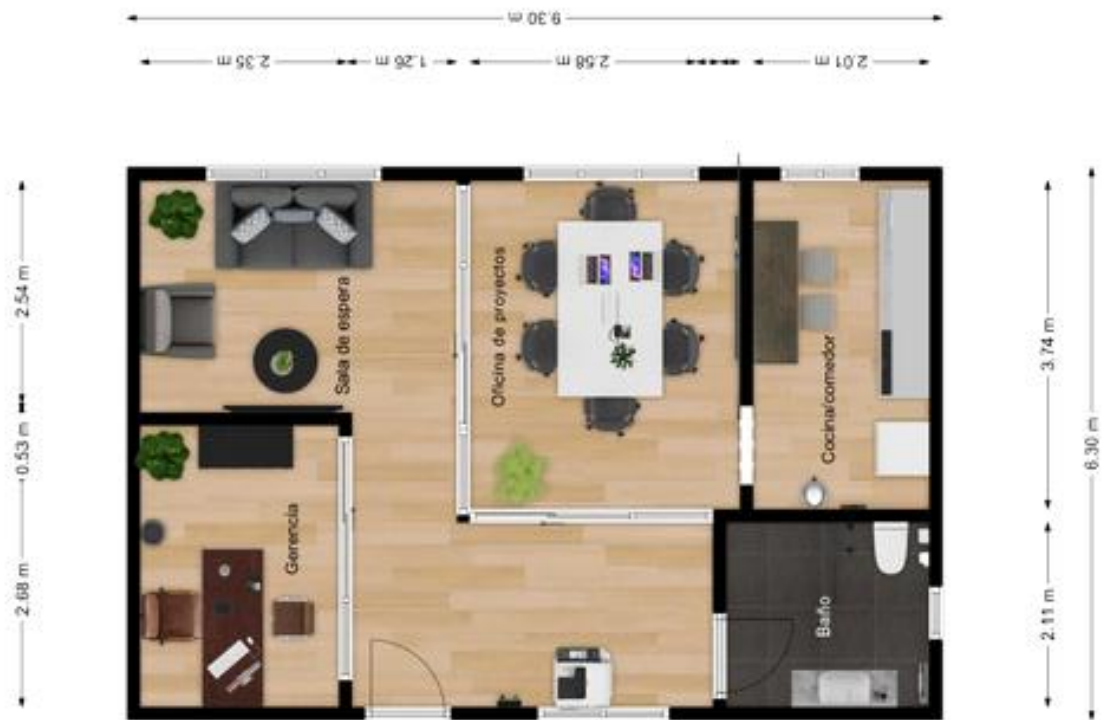 9.30 m
2.35 m
1.26 m
2.58 m
2.01 m
2.54 m
0.53 m
2.68 m
Sala de espera
Oficina de proyectos
Cocina/comedor
Gerencia
Baño
3.74 m
2.11 m
6.30 m